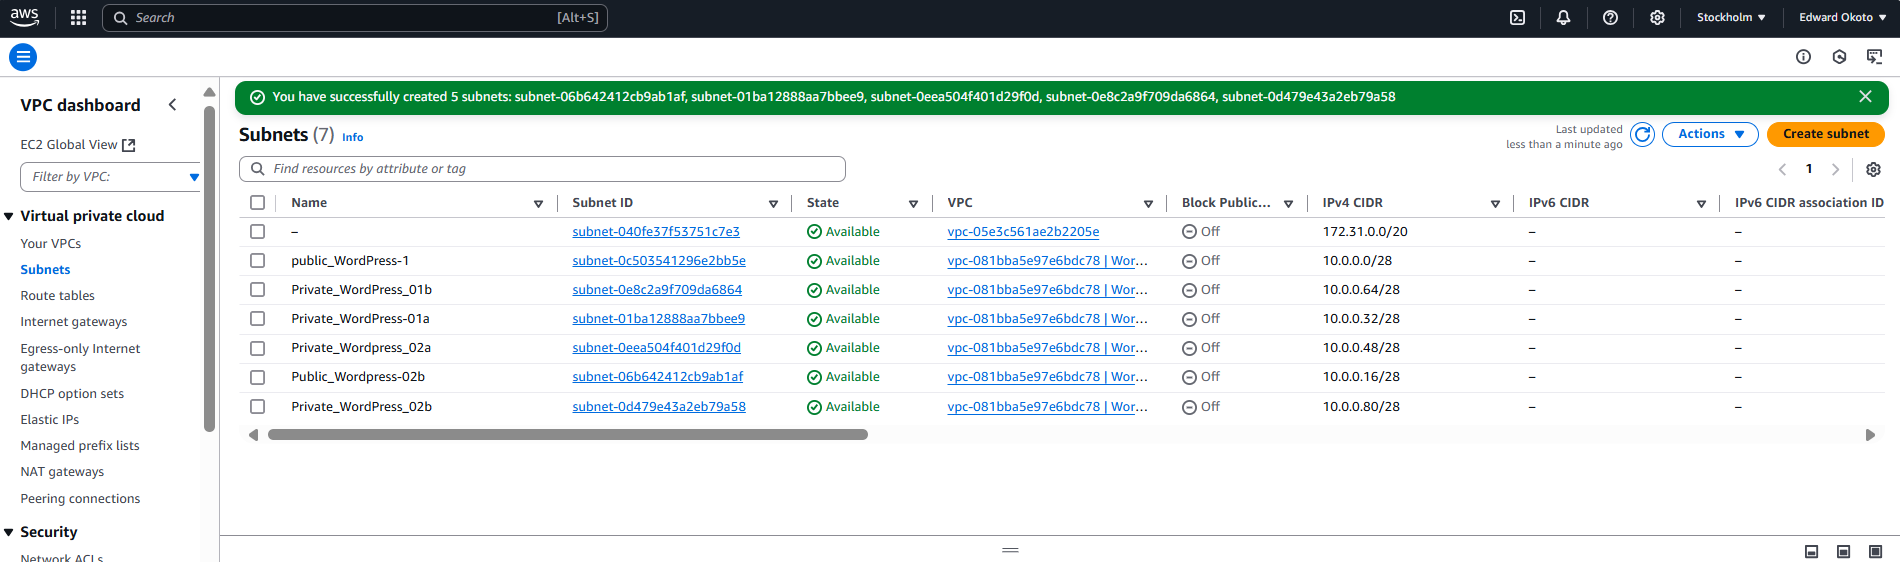 aws
Search [Alt+S] Stockholm ▼ Edward Okoto ▼
VPC dashboard
EC2 Global View
Filter by VPC:
Virtual private cloud
Your VPCs
Subnets
Route tables
Internet gateways
Egress-only Internet
gateways
DHCP option sets
Elastic IPs
Managed prefix lists
NAT gateways
Peering connections
Security
Network ACLs
You have successfully created 5 subnets: subnet-06b642412cb9ab1af, subnet-01ba12888aa7bbee9, subnet-0eea504f401d29f0d, subnet-0e8c2a9f709da6864, subnet-0d479e43a2eb79a58
Subnets (7) Info
Last updated
less than a minute ago
Actions
Create subnet
Find resources by attribute or tag
1
Name Subnet ID State VPC Block Public... IPv4 CIDR IPv6 CIDR IPv6 CIDR association ID
– subnet-040fe37f53751c7e3 Available vpc-05e3c561ae2b2205e Off 172.31.0.0/20 – –
public_WordPress-1 subnet-0c503541296e2bb5e Available vpc-081bba5e97e6bdc78 | Wor... Off 10.0.0.0/28 – –
Private_WordPress_01b subnet-0e8c2a9f709da6864 Available vpc-081bba5e97e6bdc78 | Wor... Off 10.0.0.64/28 – –
Private_WordPress-01a subnet-01ba12888aa7bbee9 Available vpc-081bba5e97e6bdc78 | Wor... Off 10.0.0.32/28 – –
Private_Wordpress_02a subnet-0eea504f401d29f0d Available vpc-081bba5e97e6bdc78 | Wor... Off 10.0.0.48/28 – –
Public_Wordpress-02b subnet-06b642412cb9ab1af Available vpc-081bba5e97e6bdc78 | Wor... Off 10.0.0.16/28 – –
Private_WordPress_02b subnet-0d479e43a2eb79a58 Available vpc-081bba5e97e6bdc78 | Wor... Off 10.0.0.80/28 – –